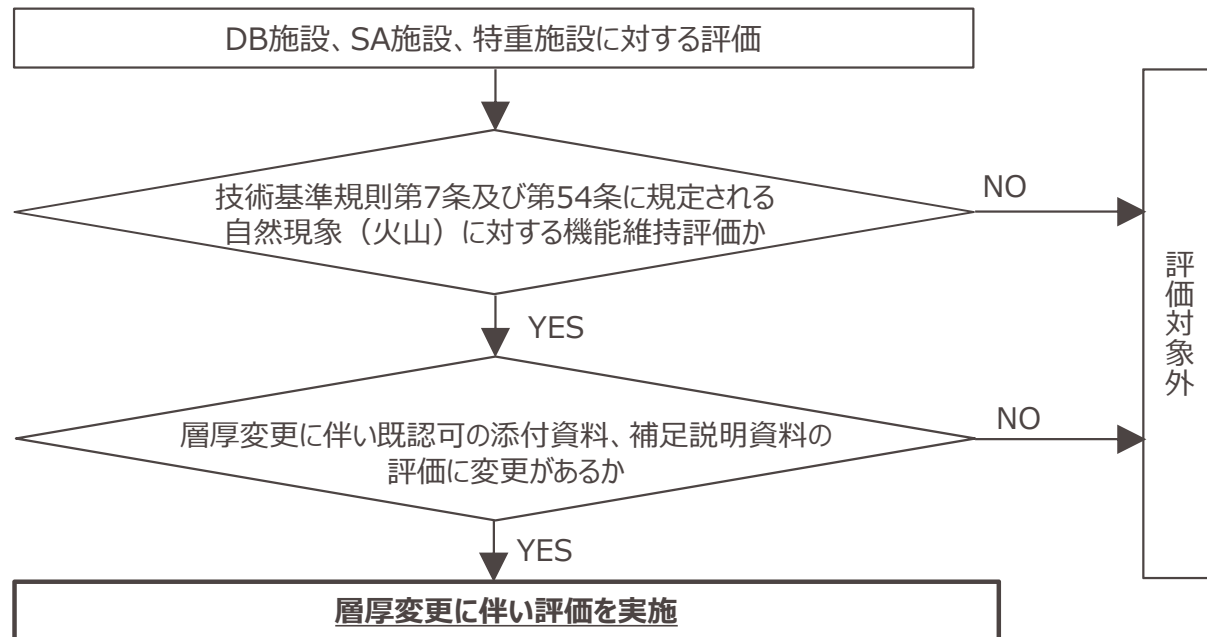 DB施設、SA施設、特重施設に対する評価
技術基準規則第7条及び第54条に規定される
自然現象（火山）に対する機能維持評価か
NO
YES
評価対象外
層厚変更に伴い既認可の添付資料、補足説明資料の
評価に変更があるか
NO
YES
層厚変更に伴い評価を実施